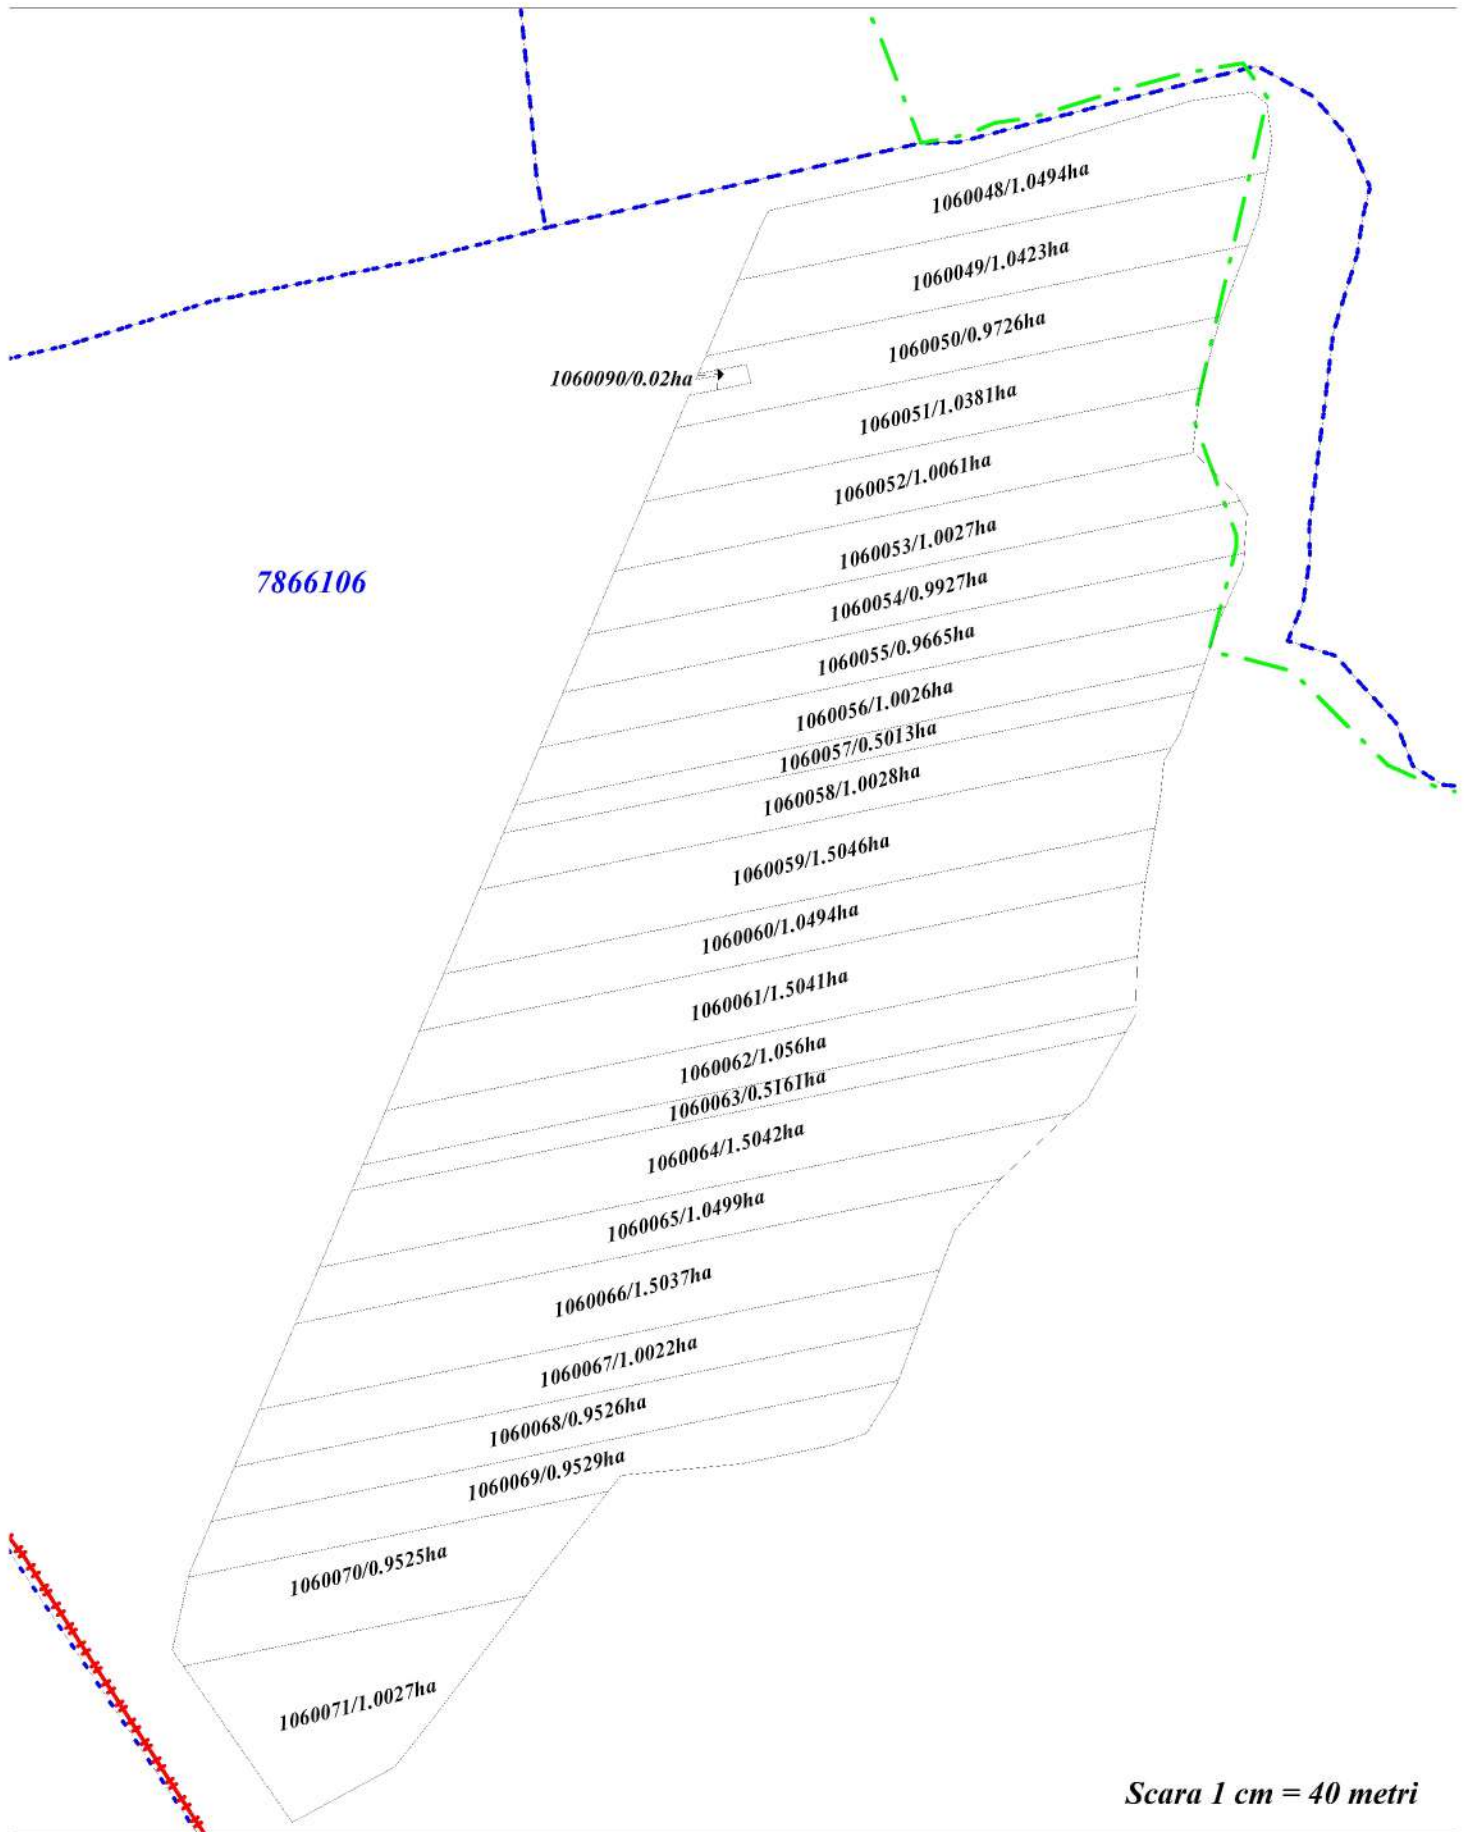 1060048/1.0494ha
1060049/1.0423ha
1060050/0.9726ha
1060090/0.02ha
1060051/1.0381ha
1060052/1.0061ha
1060053/1.0027ha
7866106
1060054/0.9927ha
1060055/0.9665ha
1060056/1.0026ha
1060057/0.5013ha
1060058/1.0028ha
1060059/1.5046ha
1060060/1.0494ha
1060061/1.5041ha
1060062/1.056ha
1060063/0.5161ha
1060064/1.5042ha
1060065/1.0499ha
1060066/1.5037ha
1060067/1.0022ha
1060068/0.9526ha
1060069/0.9529ha
1060070/0.9525ha
1060071/1.0027ha
Scara 1 cm = 40 metri